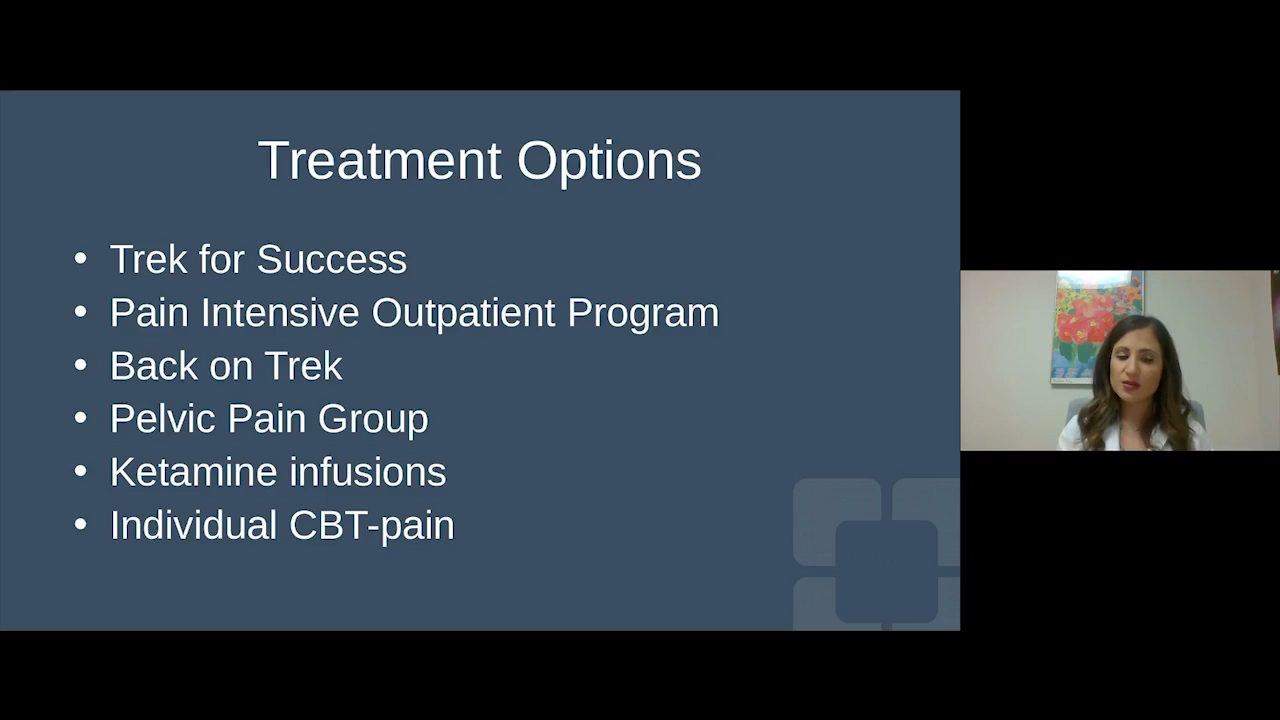 Treatment Options
• Trek for Success
• Pain Intensive Outpatient Program
• Back on Trek
• Pelvic Pain Group
• Ketamine infusions
• Individual CBT-pain